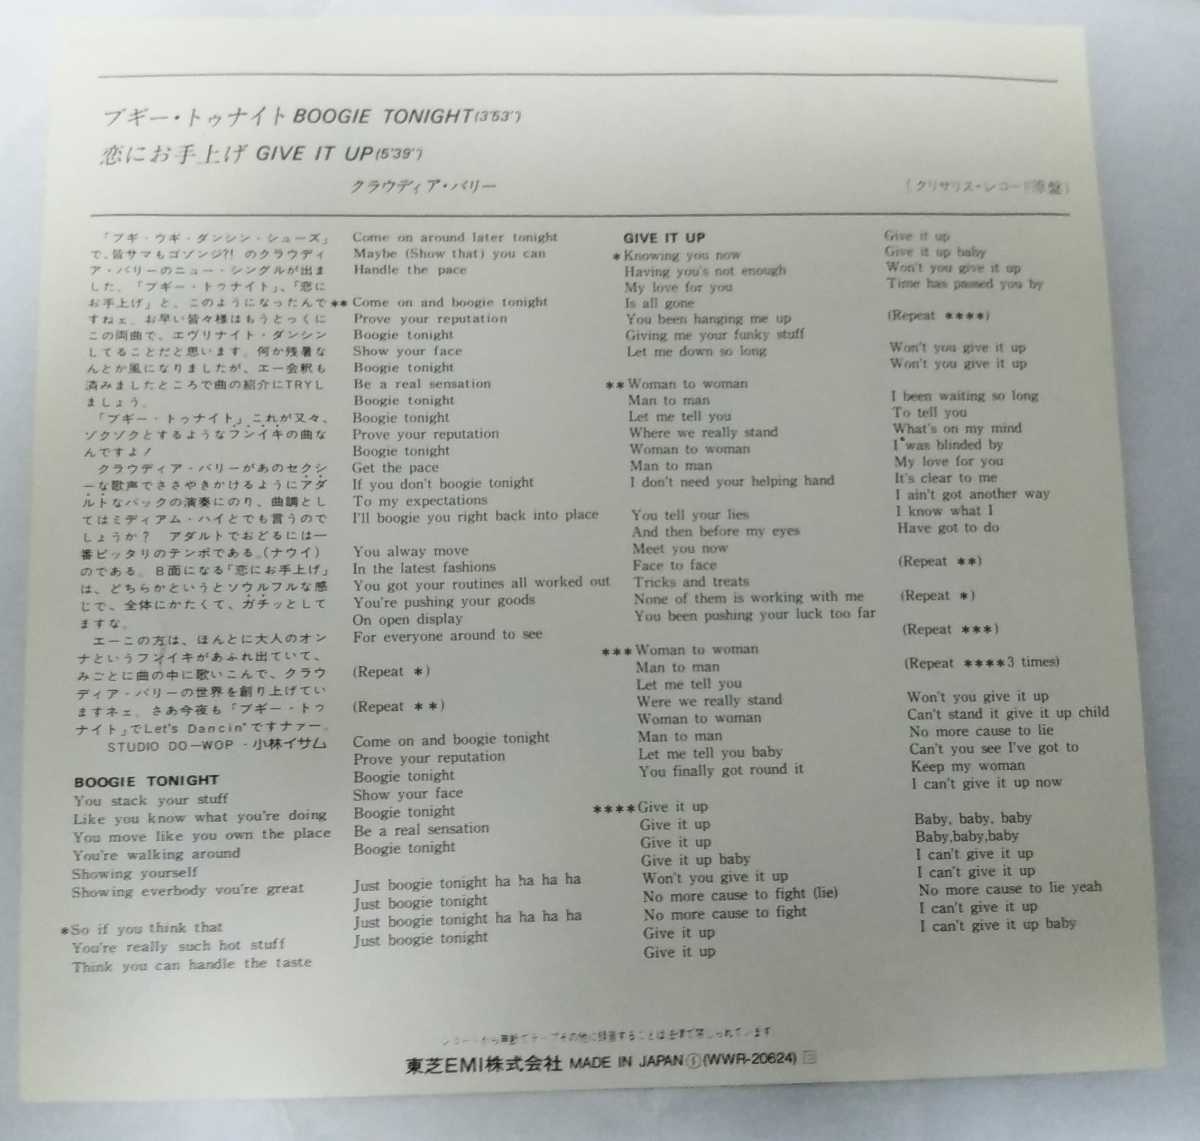 ブギー・トゥナイト BOOGIE TONIGHT (3'53")
恋にお手上げ GIVE IT UP (5'39")
クラウディア・バリー
(クリサリス・レコード原盤)
「ブギ・ウギ・ダンシン・シューズ」
で、皆サマもゴゾンジ?! のクラウディ
ア・バリーのニュー・シングルが出ま
した。「ブギー・トゥナイト」、「恋に
お手上げ」と、このようになったんで
すねェ。お早い皆々様はもうとっくに
この両曲で、エヴリナイト・ダンシン
してることだと思います。何か残暑な
んとか風になりましたが、エー会釈も
済みましたところで曲の紹介にTRYし
ましょう。
「ブギー・トゥナイト」これが又々、
ゾクゾクとするようなフンイキの曲な
んですよ!
クラウディア・バリーがあのセクシ
ーな歌声でささやきかけるようにアダ
ルトなバックの演奏にのり、曲調とし
てはミディアム・ハイとでも言うので
しょうか? アダルトでおどるには一
番ピッタリのテンポである。(ナウイ)
のである。B面になる「恋にお手上げ」
は、どちらかというとソウルフルな感
じで、全体にかたくて、ガチッとして
ますな。
エーこの方は、ほんとに大人のオン
ナというフンイキがあふれ出ていて、
みごとに曲の中に歌いこんで、クラウ
ディア・バリーの世界を創り上げてい
ますネェ。さあ今夜も「ブギー・トゥ
ナイト」でLet's Dancin'ですナァー。
STUDIO DO-WOP・小林イサム
BOOGIE TONIGHT
You stack your stuff
Like you know what you're doing
You move like you own the place
You're walking around
Showing yourself
Showing everbody you're great
*So if you think that
You're really such hot stuff
Think you can handle the taste
Come on around later tonight
Maybe (Show that) you can
Handle the pace
** Come on and boogie tonight
Prove your reputation
Boogie tonight
Show your face
Boogie tonight
Be a real sensation
Boogie tonight
Boogie tonight
Prove your reputation
Boogie tonight
Get the pace
If you don't boogie tonight
To my expectations
I'll boogie you right back into place
You alway move
In the latest fashions
You got your routines all worked out
You're pushing your goods
On open display
For everyone around to see
(Repeat *)
(Repeat **)
Come on and boogie tonight
Prove your reputation
Boogie tonight
Show your face
Boogie tonight
Be a real sensation
Boogie tonight
Just boogie tonight ha ha ha ha
Just boogie tonight
Just boogie tonight ha ha ha ha
Just boogie tonight
GIVE IT UP
* Knowing you now
Having you's not enough
My love for you
Is all gone
You been hanging me up
Giving me your funky stuff
Let me down so long
** Woman to woman
Man to man
Let me tell you
Where we really stand
Woman to woman
Man to man
I don't need your helping hand
You tell your lies
And then before my eyes
Meet you now
Face to face
Tricks and treats
None of them is working with me
You been pushing your luck too far
*** Woman to woman
Man to man
Let me tell you
Were we really stand
Woman to woman
Man to man
Let me tell you baby
You finally got round it
**** Give it up
Give it up
Give it up
Give it up baby
Won't you give it up
No more cause to fight (lie)
No more cause to fight
Give it up
Give it up
Give it up
Give it up baby
Won't you give it up
Time has passed you by
(Repeat ****)
Won't you give it up
Won't you give it up
I been waiting so long
To tell you
What's on my mind
I was blinded by
My love for you
It's clear to me
I ain't got another way
I know what I
Have got to do
(Repeat **)
(Repeat *)
(Repeat ***)
(Repeat **** 3 times)
Won't you give it up
Can't stand it give it up child
No more cause to lie
Can't you see I've got to
Keep my woman
I can't give it up now
Baby, baby, baby
Baby,baby,baby
I can't give it up
I can't give it up
No more cause to lie yeah
I can't give it up
I can't give it up baby
レコードから無断でテープその他に録音することは法律で禁じられています
東芝EMI株式会社 MADE IN JAPAN (WWR-20624)